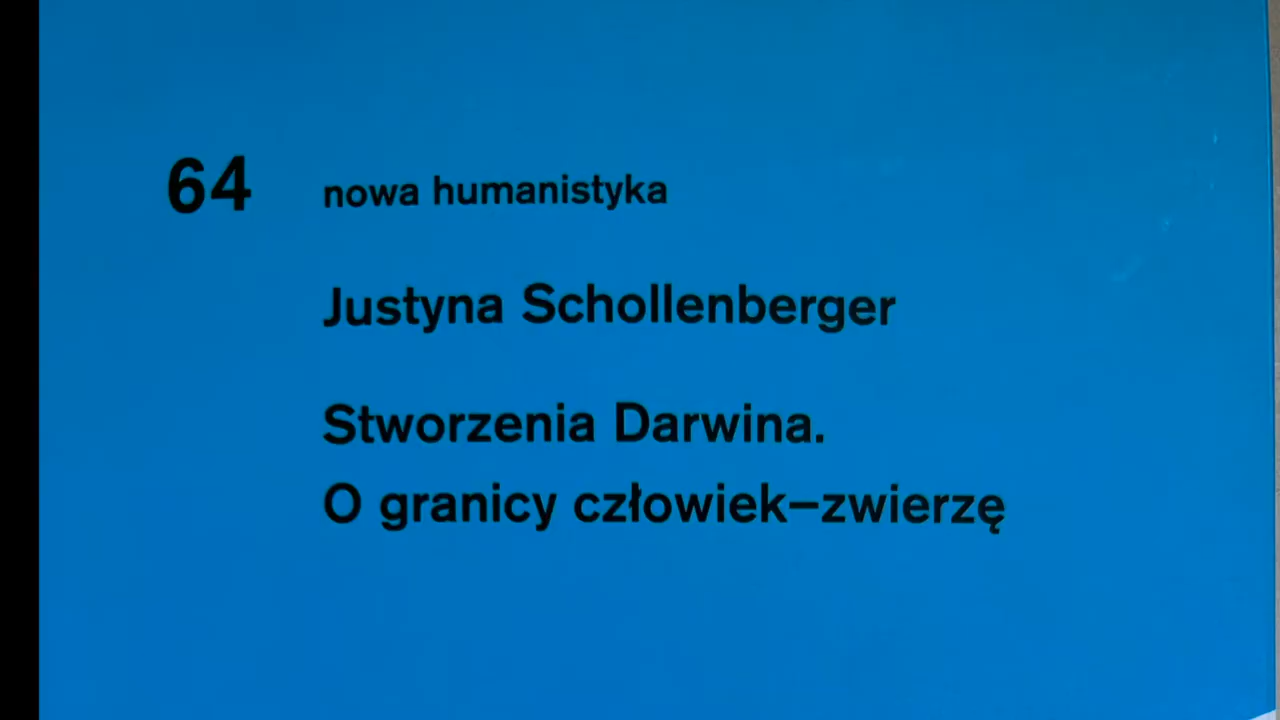 64 nowa humanistyka
Justyna Schollenberger
Stworzenia Darwina.
O granicy człowiek–zwierzę